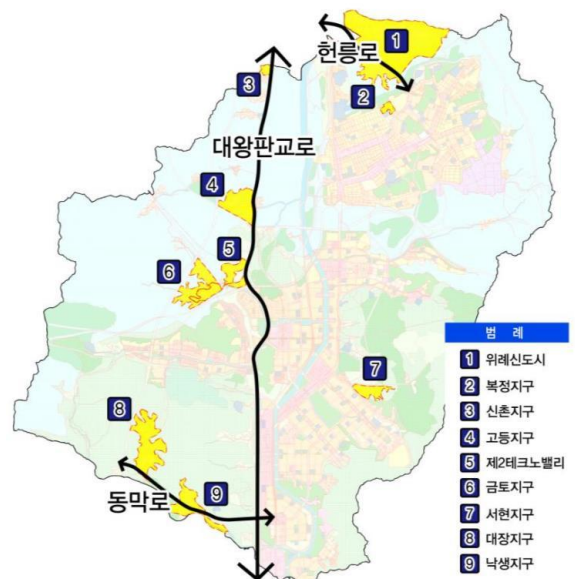 1
헌릉로
2
3
대왕판교로
4
5
6
7
8
9
동막로
범 례
1 위례신도시
2 복정지구
3 신촌지구
4 고등지구
5 제2테크노밸리
6 금토지구
7 서현지구
8 대장지구
9 낙생지구